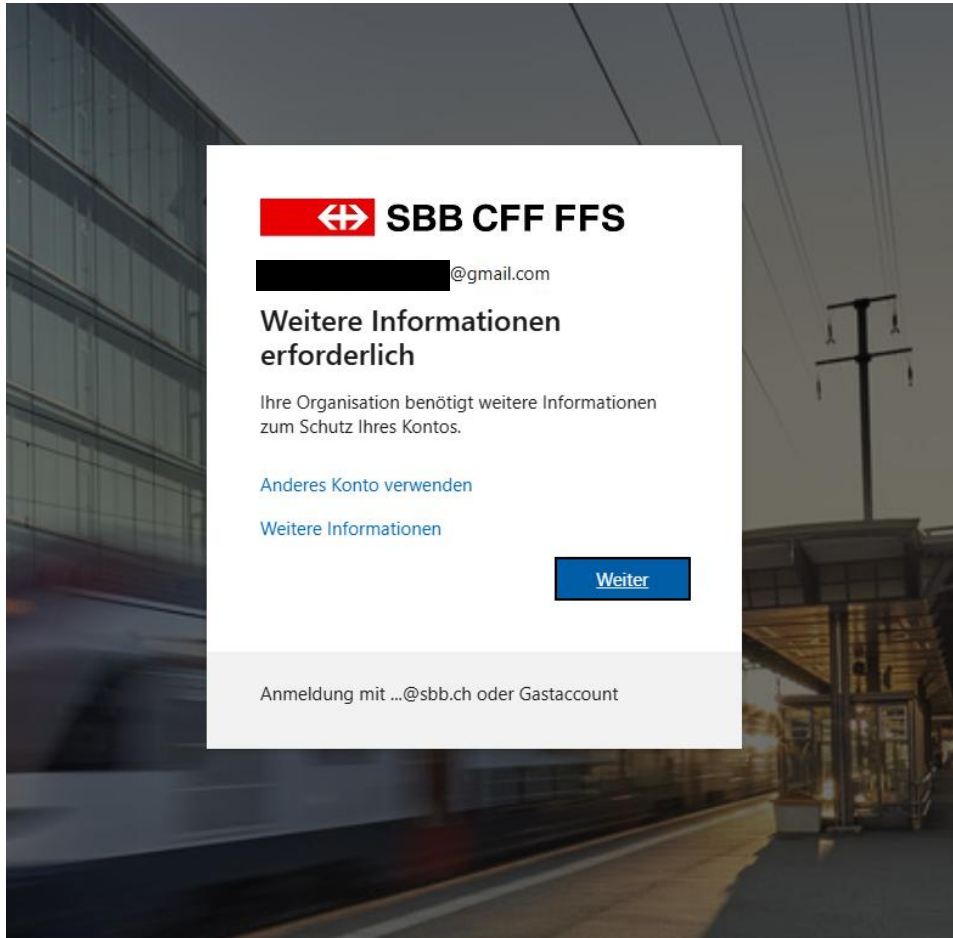 SBB CFF FFS
@gmail.com
Weitere Informationen
erforderlich
Ihre Organisation benötigt weitere Informationen
zum Schutz Ihres Kontos.
Anderes Konto verwenden
Weitere Informationen
Weiter
Anmeldung mit ...@sbb.ch oder Gastaccount